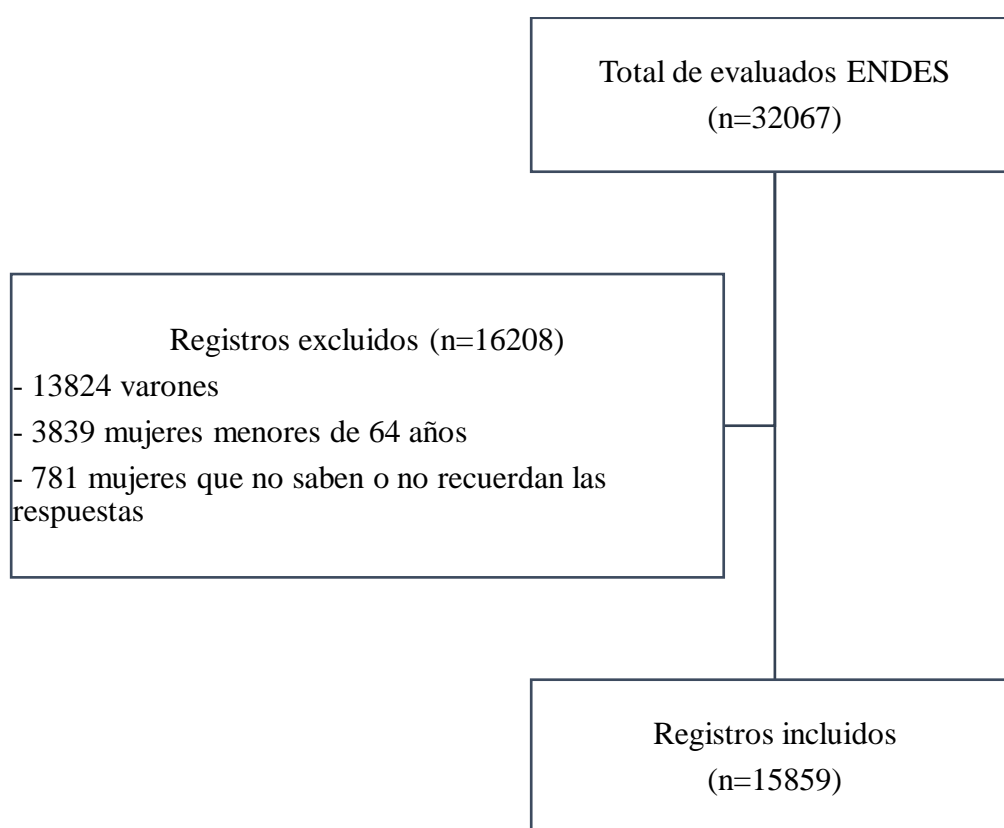 Total de evaluados ENDES
(n=32067)
Registros excluidos (n=16208)
- 13824 varones
- 3839 mujeres menores de 64 años
- 781 mujeres que no saben o no recuerdan las
respuestas
Registros incluidos
(n=15859)